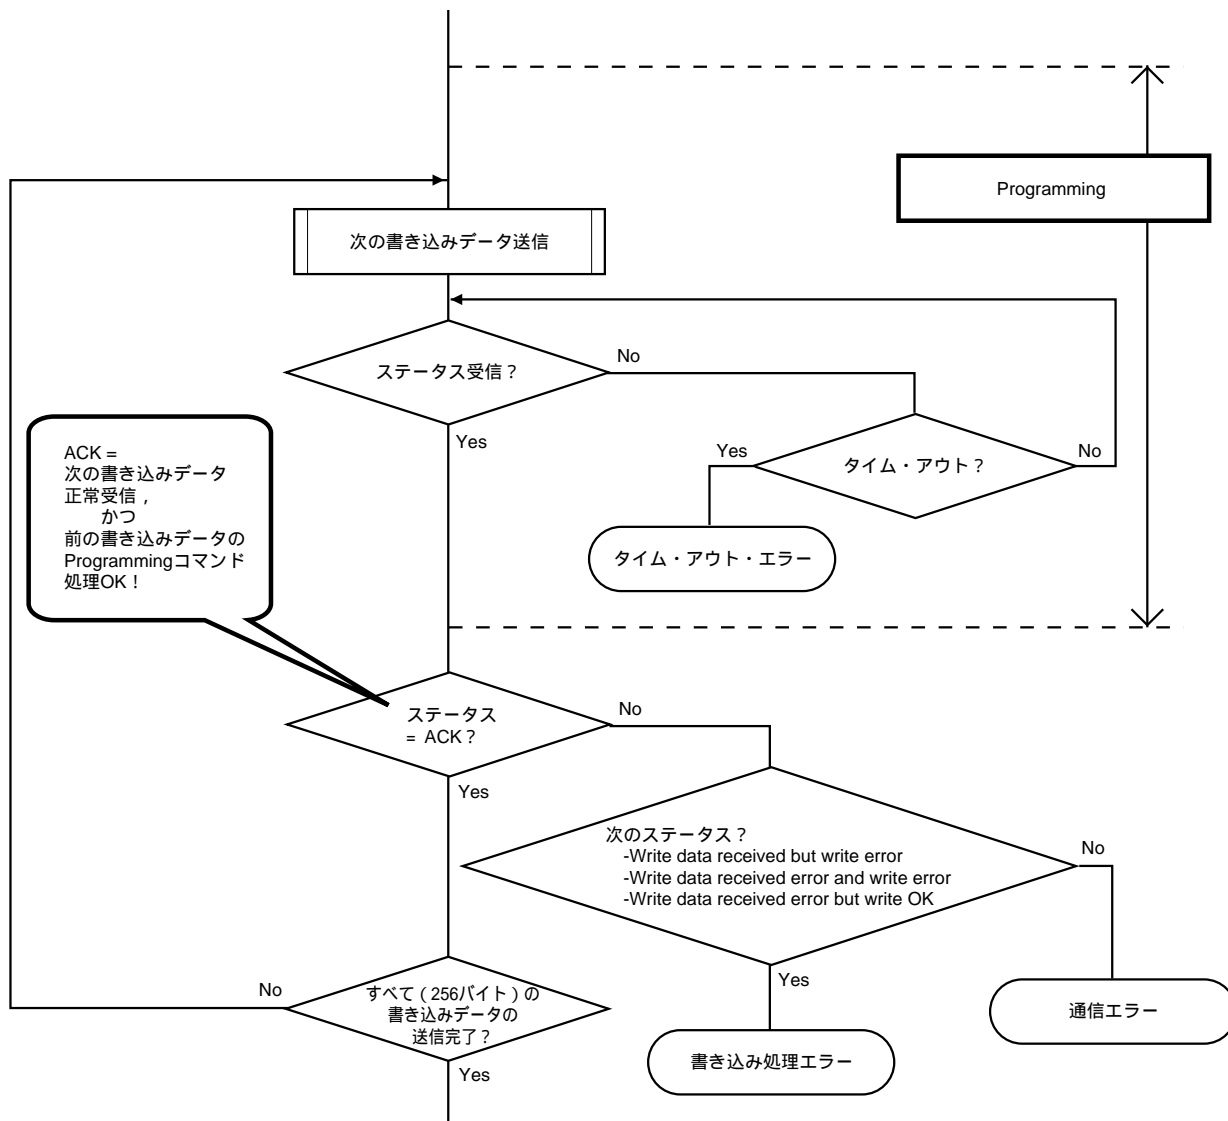 Programming
次の書き込みデータ送信
ステータス受信？
No
Yes
タイム・アウト？
Yes
No
タイム・アウト・エラー
ACK =
次の書き込みデータ
正常受信，
かつ
前の書き込みデータの
Programmingコマンド
処理OK！
ステータス
= ACK？
No
Yes
次のステータス？
-Write data received but write error
-Write data received error and write error
-Write data received error but write OK
No
Yes
通信エラー
書き込み処理エラー
すべて（256バイト）の
書き込みデータの
送信完了？
No
Yes